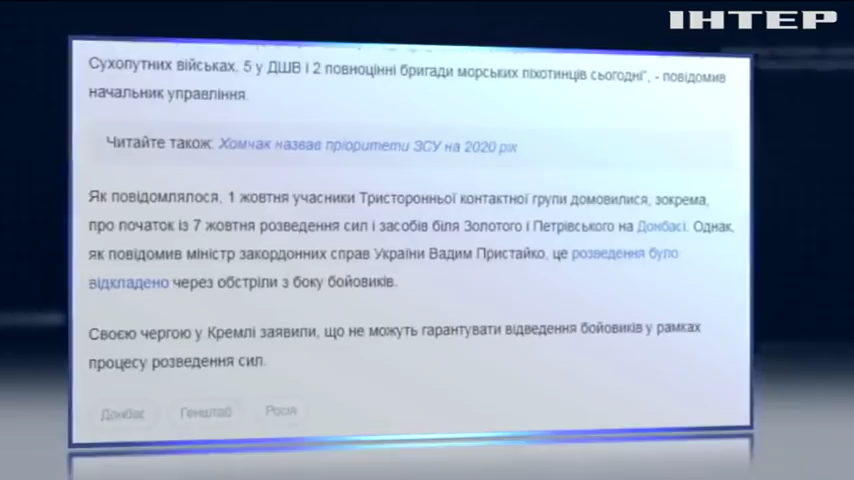 ІНТЕР
Сухопутних військах, 5 у ДШВ і 2 повноцінні бригади морських піхотинців сьогодні", - повідомив
начальник управління.
Читайте також: Хомчак назвав пріоритети ЗСУ на 2020 рік
Як повідомлялося, 1 жовтня учасники Тристоронньої контактної групи домовилися, зокрема,
про початок із 7 жовтня розведення сил і засобів біля Золотого і Петрівського на Донбасі. Однак,
як повідомив міністр закордонних справ України Вадим Пристайко, це розведення було
відкладено через обстріли з боку бойовиків.
Своєю чергою у Кремлі заявили, що не можуть гарантувати відведення бойовиків у рамках
процесу розведення сил.
Донбас Генштаб Росія